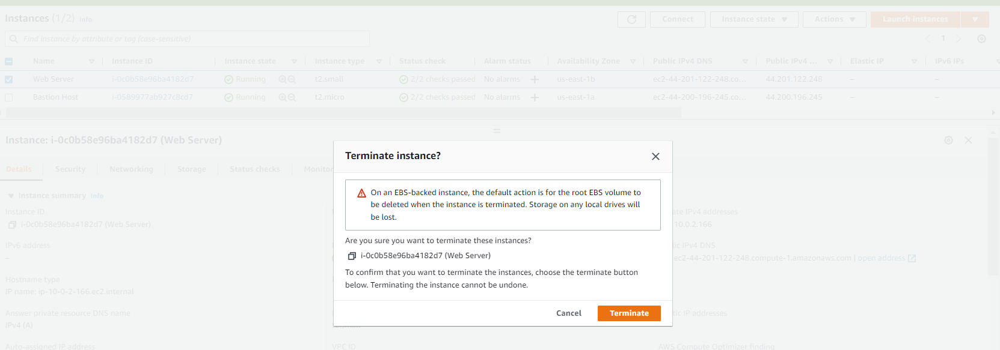 Instances (1/2) Info
Connect Instance state Actions Launch instances
Find instance by attribute or tag (case-sensitive)
1
Name Instance ID Instance state Instance type Status check Alarm status Availability Zone Public IPv4 DNS Public IPv4 ... Elastic IP IPv6 IPs
Web Server i-0c0b58e96ba4182d7 Running t2.small 2/2 checks passed No alarms + us-east-1b ec2-44-201-122-248.co... 44.201.122.248 – –
Bastion Host i-0589977ab927c8cd7 Running t2.micro 2/2 checks passed No alarms + us-east-1a ec2-44-200-196-245.co... 44.200.196.245 – –
Instance: i-0c0b58e96ba4182d7 (Web Server)
Details Security Networking Storage Status checks Monitor
Instance summary Info
Instance ID
i-0c0b58e96ba4182d7 (Web Server)
IPv6 address
–
Hostname type
IP name: ip-10-0-2-166.ec2.internal
Answer private resource DNS name
IPv4 (A)
Auto-assigned IP address
VPC ID
Terminate instance?
On an EBS-backed instance, the default action is for the root EBS volume to
be deleted when the instance is terminated. Storage on any local drives will
be lost.
Are you sure you want to terminate these instances?
i-0c0b58e96ba4182d7 (Web Server)
To confirm that you want to terminate the instances, choose the terminate button
below. Terminating the instance cannot be undone.
Cancel Terminate
IPv4 addresses
10.0.2.166
IPv4 DNS
ec2-44-201-122-248.compute-1.amazonaws.com | open address
IP addresses
AWS Compute Optimizer finding